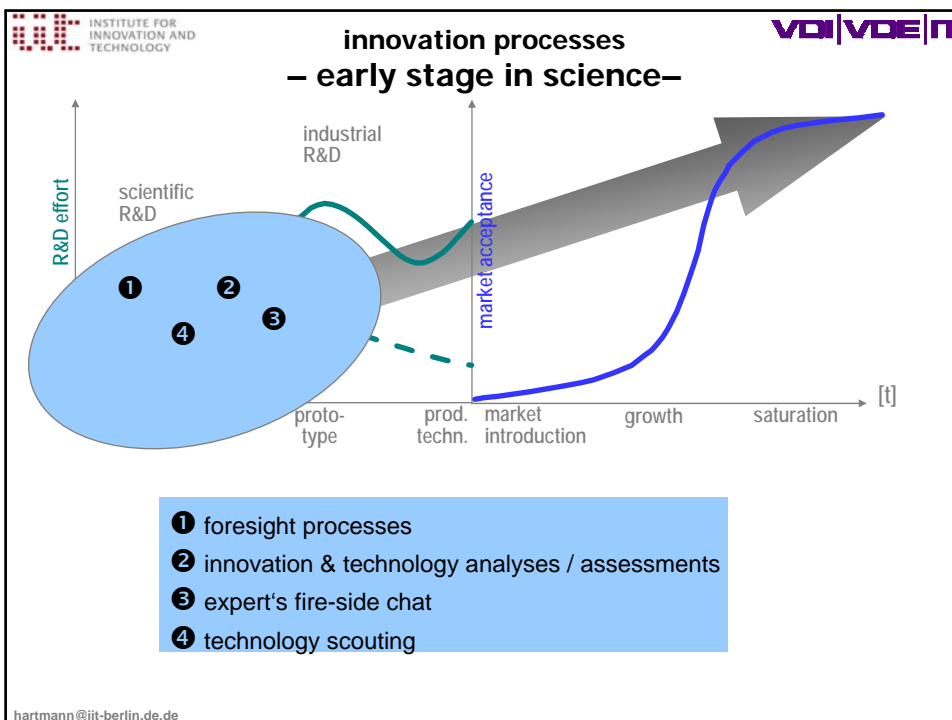 INSTITUTE FOR
INNOVATION AND
TECHNOLOGY
VDI|VDE|IT
innovation processes
– early stage in science–
industrial
R&D
scientific
R&D
R&D effort
market acceptance
❶
❷
❸
❹
[t]
proto-
type
prod.
techn.
market
introduction
growth
saturation
❶ foresight processes
❷ innovation & technology analyses / assessments
❸ expert‘s fire-side chat
❹ technology scouting
hartmann@iit-berlin.de.de